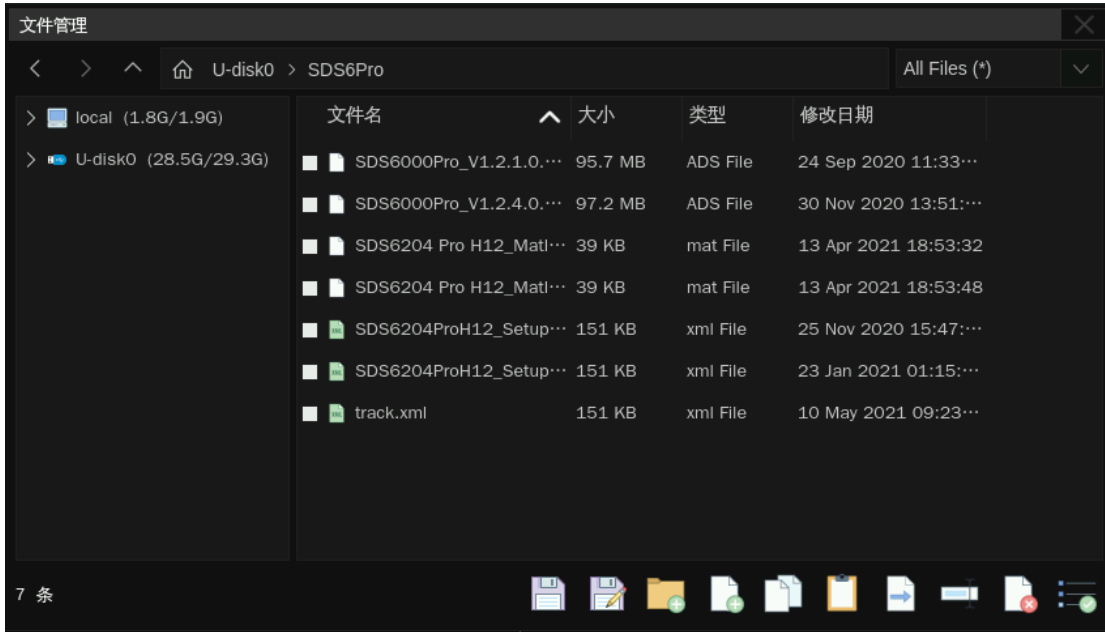 文件管理
U-disk0 > SDS6Pro All Files (*)
local (1.8G/1.9G)
U-disk0 (28.5G/29.3G)
文件名 大小 类型 修改日期
SDS6000Pro_V1.2.1.0.··· 95.7 MB ADS File 24 Sep 2020 11:33···
SDS6000Pro_V1.2.4.0.··· 97.2 MB ADS File 30 Nov 2020 13:51:···
SDS6204 Pro H12_Matl··· 39 KB mat File 13 Apr 2021 18:53:32
SDS6204 Pro H12_Matl··· 39 KB mat File 13 Apr 2021 18:53:48
SDS6204ProH12_Setup··· 151 KB xml File 25 Nov 2020 15:47:···
SDS6204ProH12_Setup··· 151 KB xml File 23 Jan 2021 01:15:···
track.xml 151 KB xml File 10 May 2021 09:23···
7 条